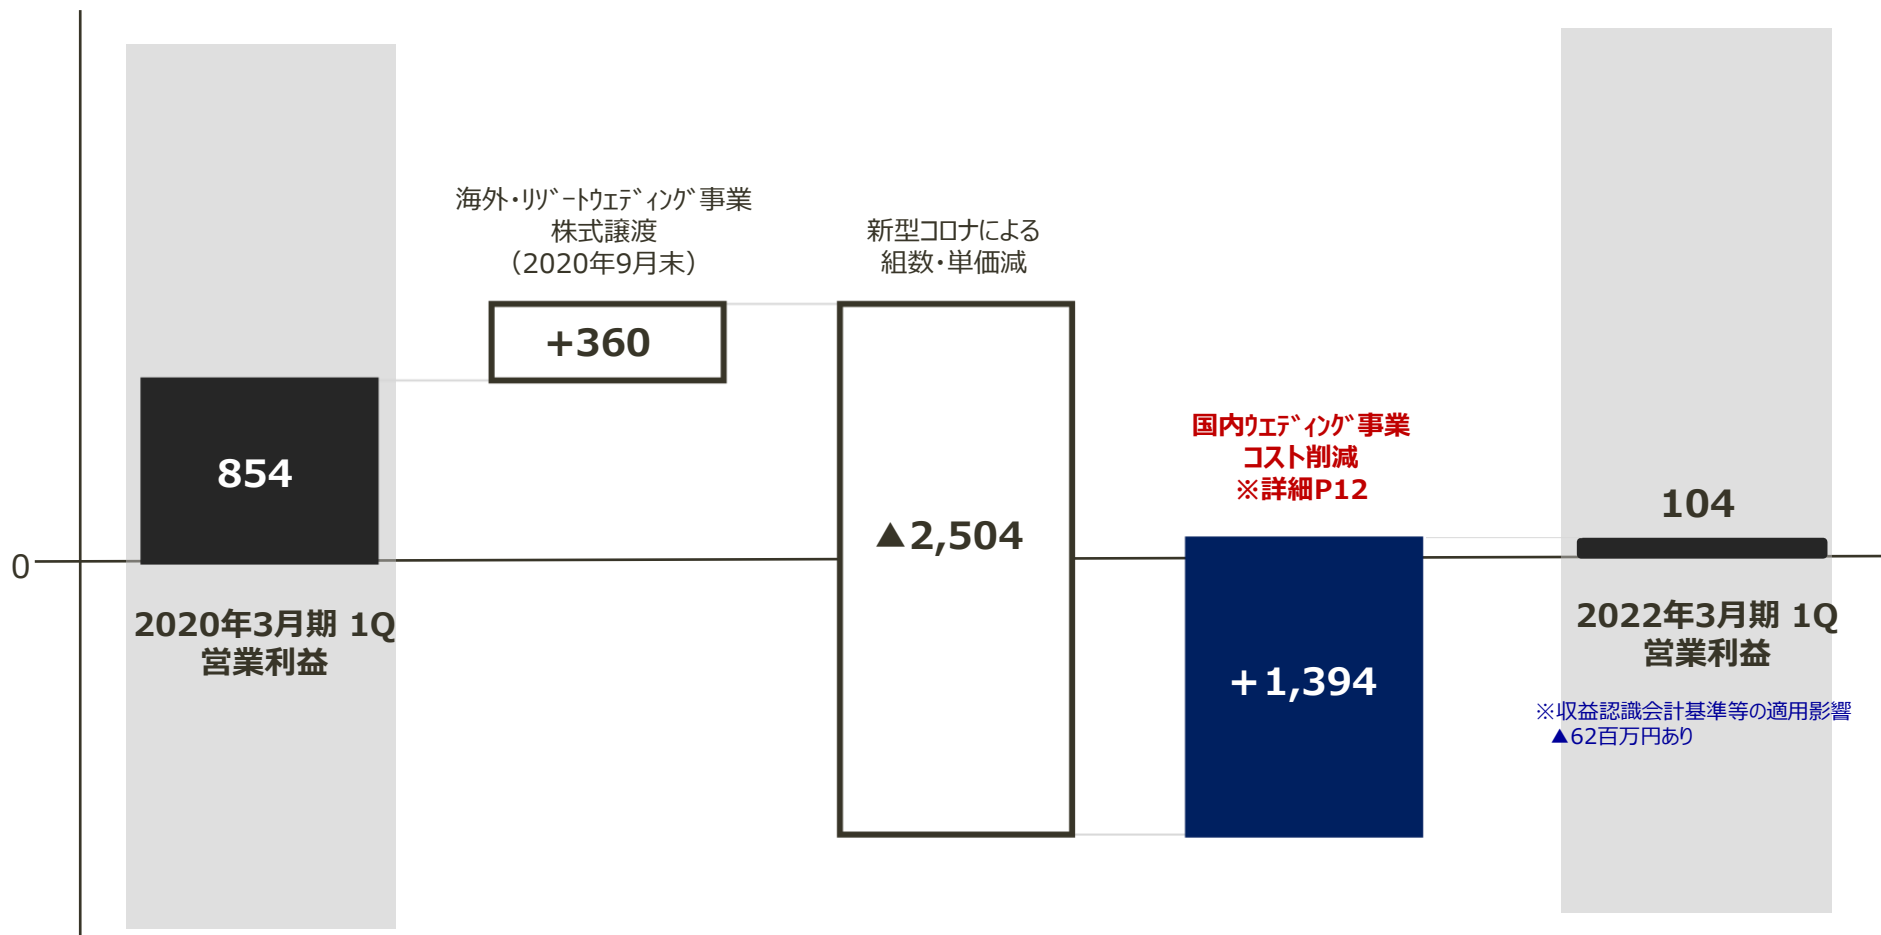 海外・ﾘｿﾞｰﾄｳｴﾃﾞｨﾝｸﾞ事業
株式譲渡
（2020年9月末）
新型コロナによる
組数・単価減
+360
国内ｳｴﾃﾞｨﾝｸﾞ事業
コスト削減
※詳細P12
854
▲2,504
104
0
2020年3月期 1Q
営業利益
+1,394
2022年3月期 1Q
営業利益
※収益認識会計基準等の適用影響
▲62百万円あり